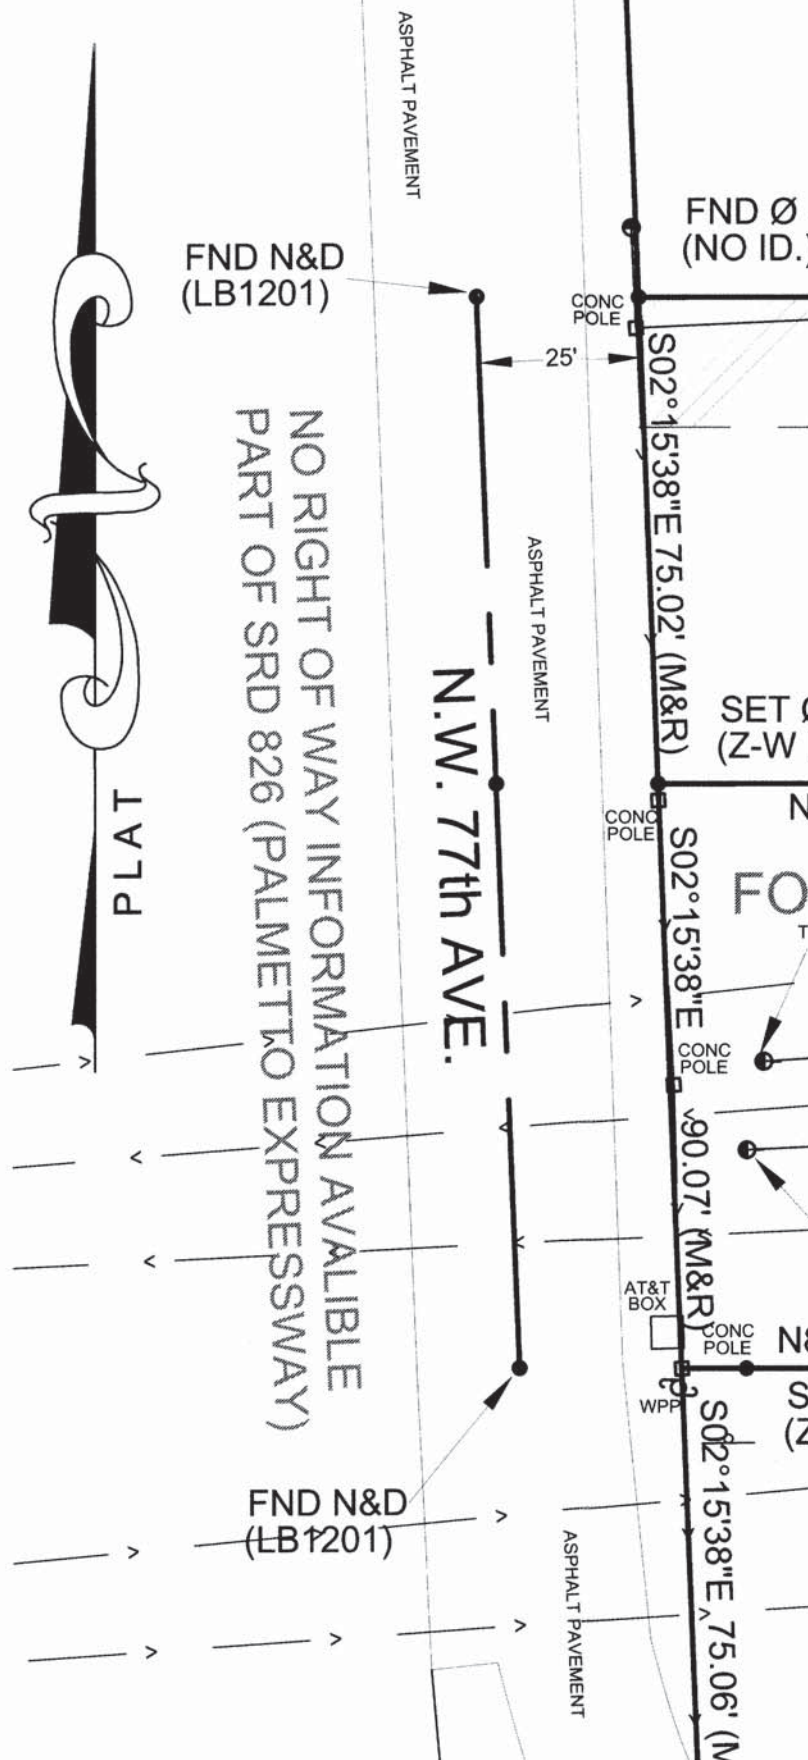 ASPHALT PAVEMENT
FND Ø
(NO ID.)
FND N&D
(LB1201)
CONC
POLE
25'
S02°15'38"E 75.02' (M&R)
NO RIGHT OF WAY INFORMATION AVALIBLE
PART OF SRD 826 (PALMETTO EXPRESSWAY)
ASPHALT PAVEMENT
N.W. 77th AVE.
SET
(Z-W
PLAT
CONC
POLE
N
S02°15'38"E 90.07' (M&R)
FO
T
CONC
POLE
AT&T
BOX
CONC
POLE
N8
WPP
S02°15'38"E 75.06' (M
S
(Z
FND N&D
(LB1201)
ASPHALT PAVEMENT